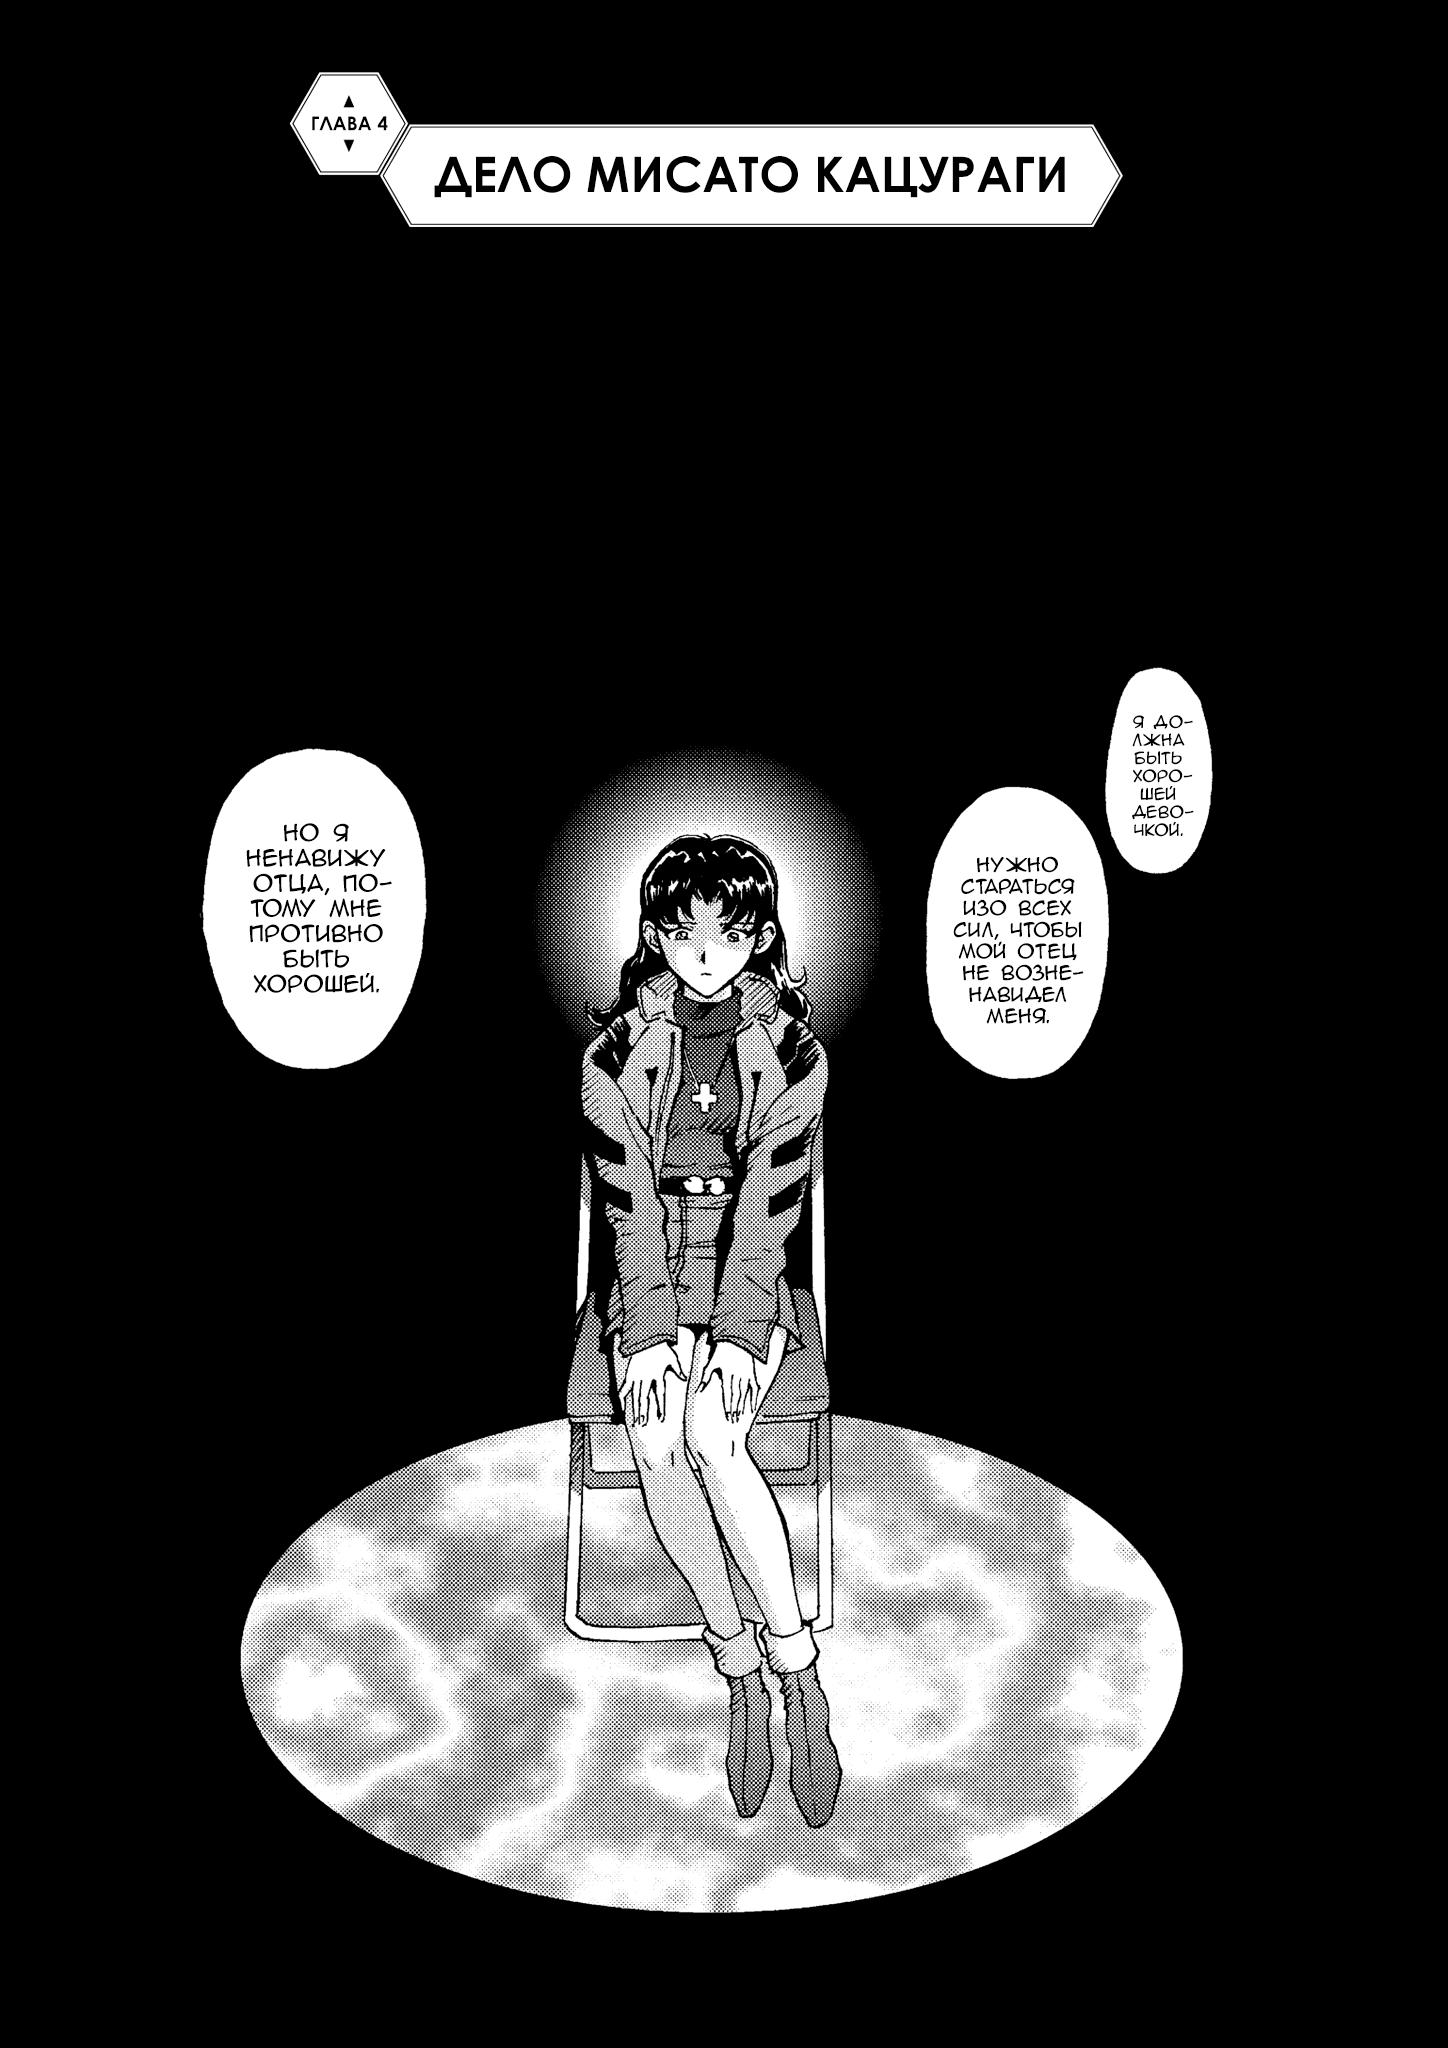 ГЛАВА 4
ДЕЛО МИСАТО КАЦУРАГИ
Я ДО-
ЛЖНА
БЫТЬ
ХОРО-
ШЕЙ
ДЕВО-
ЧКОЙ.
НУЖНО
СТАРАТЬСЯ
ИЗО ВСЕХ
СИЛ, ЧТОБЫ
МОЙ ОТЕЦ
НЕ ВОЗНЕ-
НАВИДЕЛ
МЕНЯ.
НО Я
НЕНАВИЖУ
ОТЦА, ПО-
ТОМУ МНЕ
ПРОТИВНО
БЫТЬ
ХОРОШЕЙ.